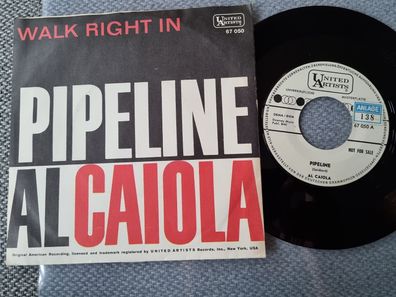 WALK RIGHT IN
UNITED ARTISTS
67 050
PIPELINE
AL CAIOLA
Original American Recording, licensed and trademark registered by UNITED ARTISTS Records, Inc., New York, USA
UNITED ARTISTS
ANLAGE
138
67 050 A
NOT FOR SALE
PIPELINE
AL CAIOLA